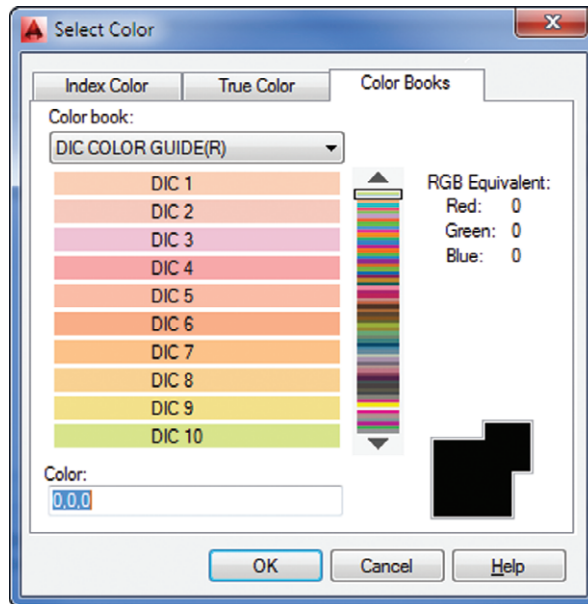 Select Color
Index Color True Color Color Books
Color book:
DIC COLOR GUIDE(R)
DIC 1
DIC 2
DIC 3
DIC 4
DIC 5
DIC 6
DIC 7
DIC 8
DIC 9
DIC 10
RGB Equivalent:
Red: 0
Green: 0
Blue: 0
Color:
0,0,0
OK Cancel Help